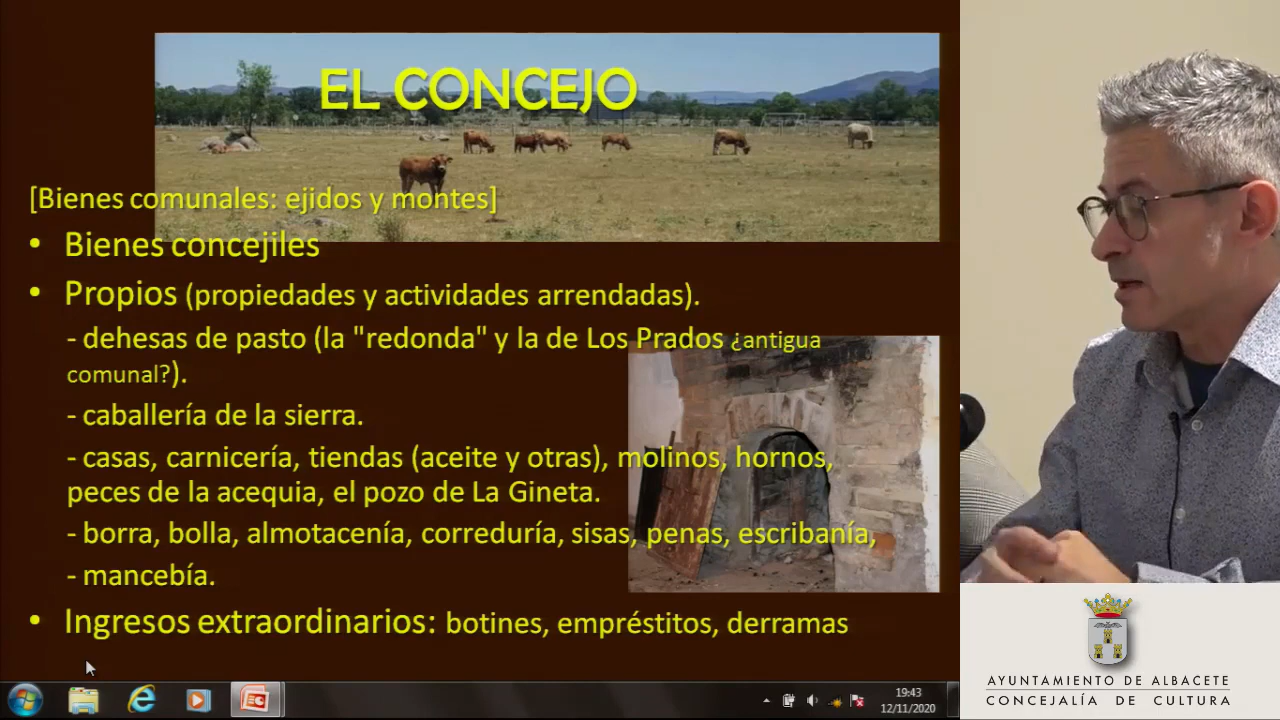 EL CONCEJO
[Bienes comunales: ejidos y montes]
• Bienes concejiles
• Propios (propiedades y actividades arrendadas).
- dehesas de pasto (la "redonda" y la de Los Prados ¿antigua
comunal?).
- caballería de la sierra.
- casas, carnicería, tiendas (aceite y otras), molinos, hornos,
peces de la acequia, el pozo de La Gineta.
- borra, bolla, almotacenía, correduría, sisas, penas, escribanía,
- mancebía.
• Ingresos extraordinarios: botines, empréstitos, derramas
19:43
12/11/2020
AYUNTAMIENTO DE ALBACETE
CONCEJALÍA DE CULTURA